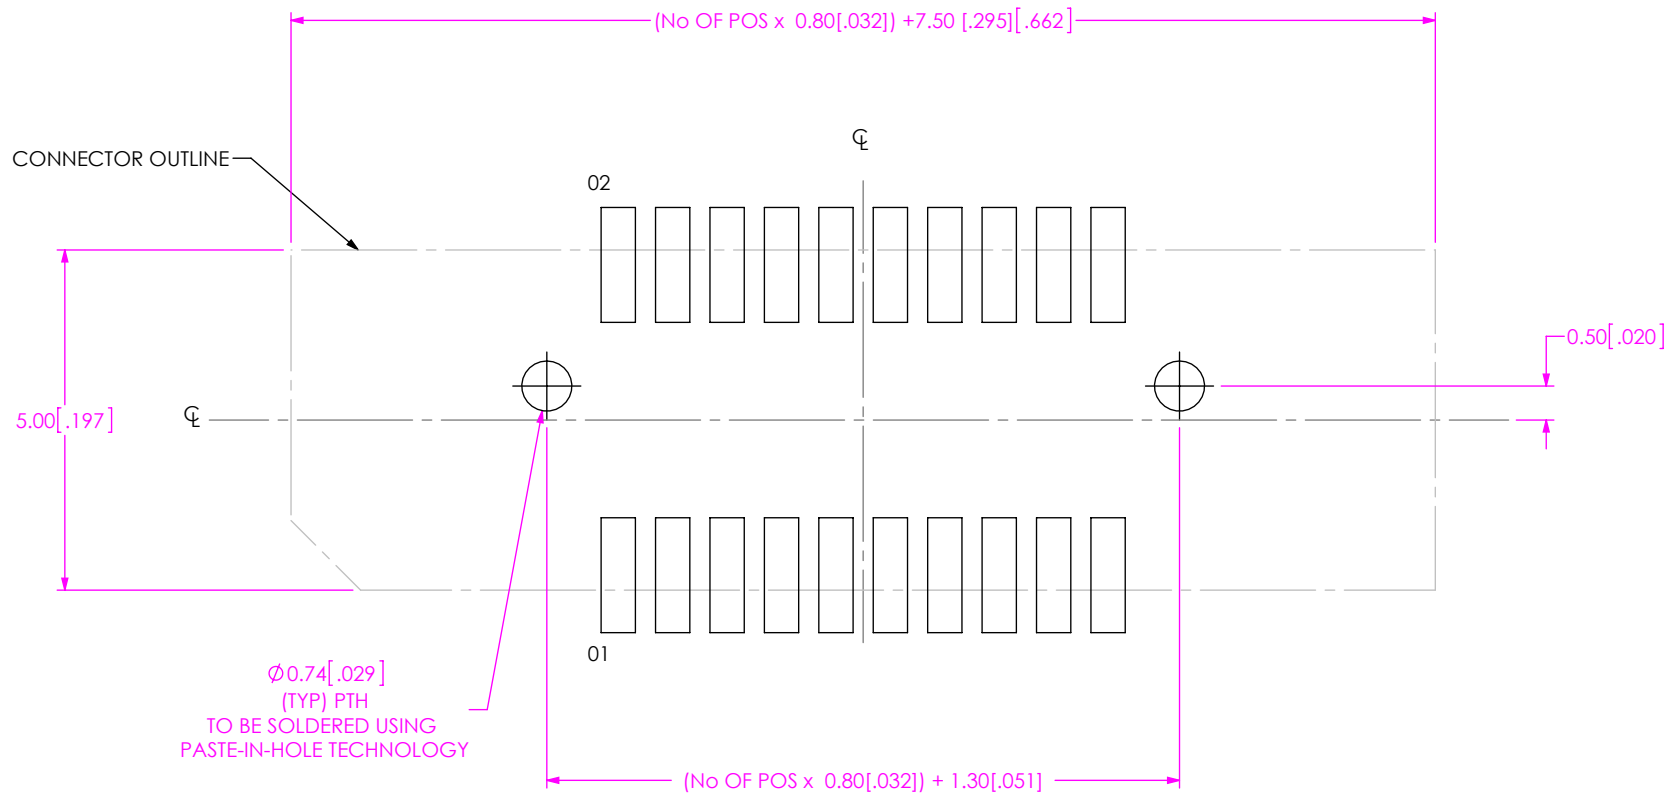 (No OF POS x 0.80[.032]) +7.50 [.295][.662]
℄
CONNECTOR OUTLINE
02
0.50[.020]
5.00[.197]
℄
01
∅0.74[.029]
(TYP) PTH
TO BE SOLDERED USING
PASTE-IN-HOLE TECHNOLOGY
(No OF POS x 0.80[.032]) + 1.30[.051]